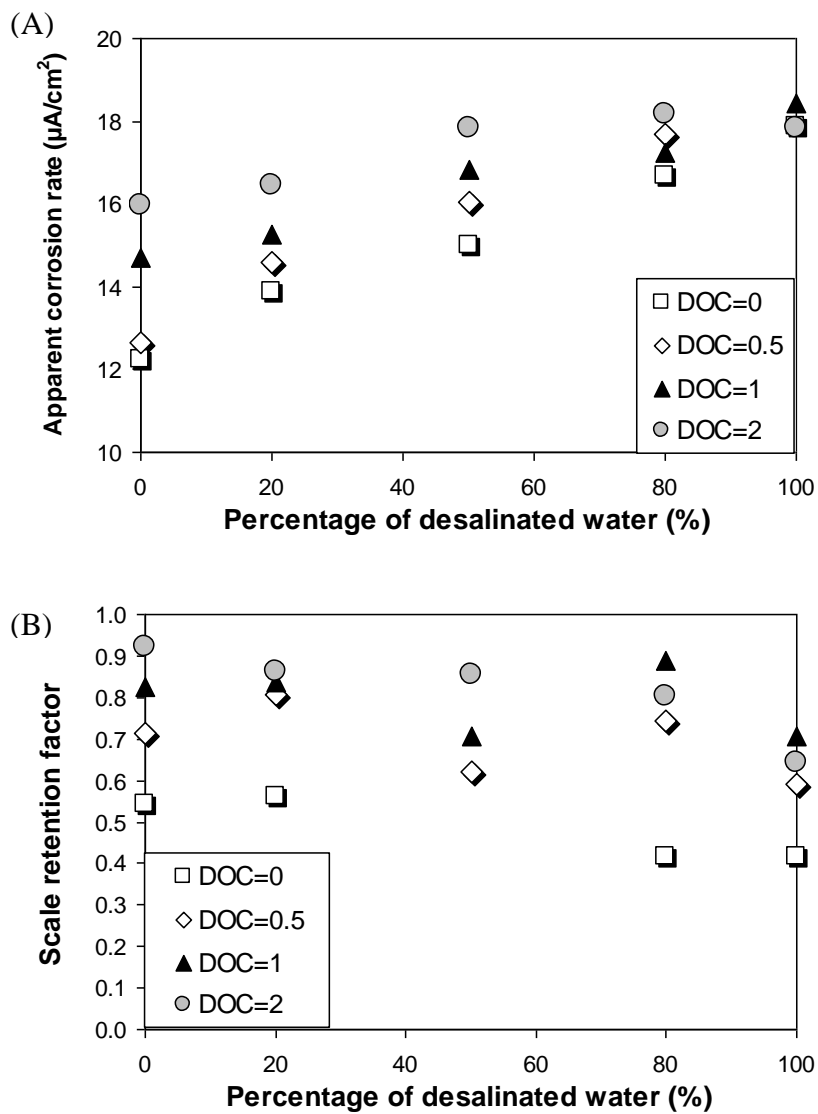 (A)
Apparent corrosion rate (µA/cm²)
20
18
16
14
12
10
0 20 40 60 80 100
Percentage of desalinated water (%)
DOC=0
DOC=0.5
DOC=1
DOC=2
(B)
Scale retention factor
1.0
0.9
0.8
0.7
0.6
0.5
0.4
0.3
0.2
0.1
0.0
DOC=0
DOC=0.5
DOC=1
DOC=2
0 20 40 60 80 100
Percentage of desalinated water (%)